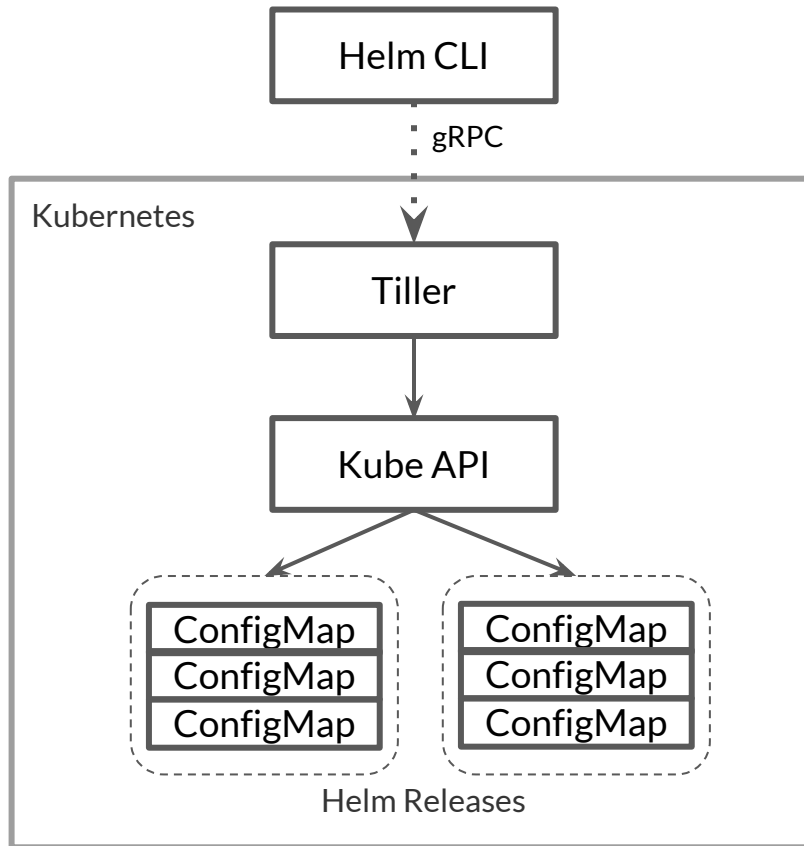 Helm CLI
gRPC
Kubernetes
Tiller
Kube API
ConfigMap
ConfigMap
ConfigMap
ConfigMap
ConfigMap
ConfigMap
Helm Releases